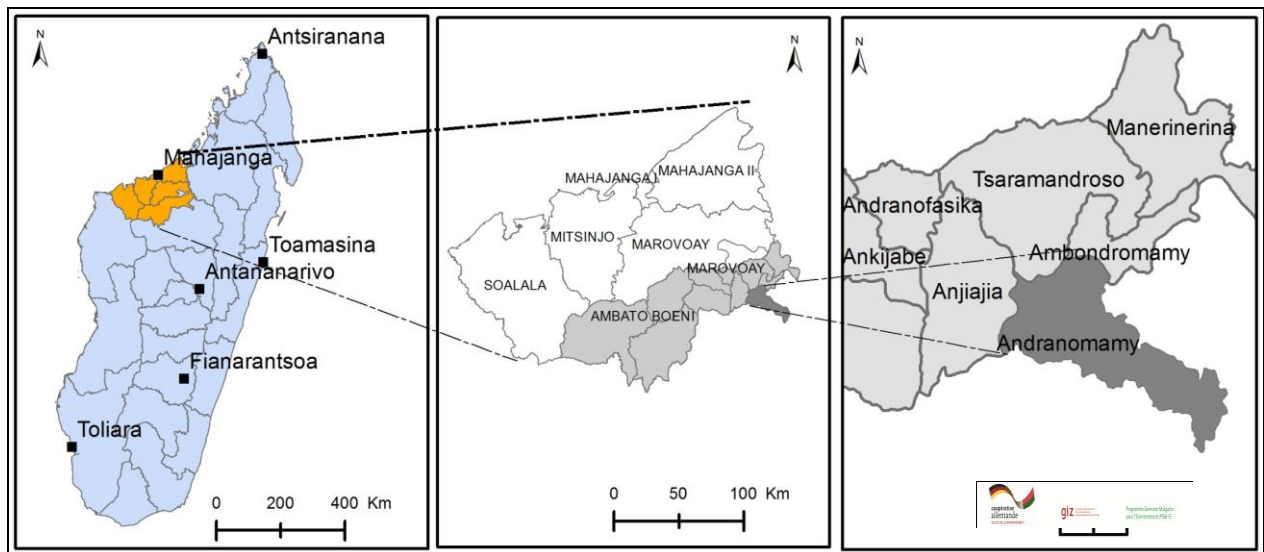 N
Antsiranana
Mahajanga
Toamasina
Antananarivo
Fianarantsoa
Toliara
0 200 400 Km
N
MAHAJANGA I
MAHAJANGA II
MITSINJO
MAROVOAY
SOALALA
MAROVOAY
AMBATO BOENI
0 50 100 Km
N
Manerinerina
Tsaramandroso
Andranofasika
Ambondromamy
Ankijabe
Anjiajia
Andranomamy
coopération
allemande
giz